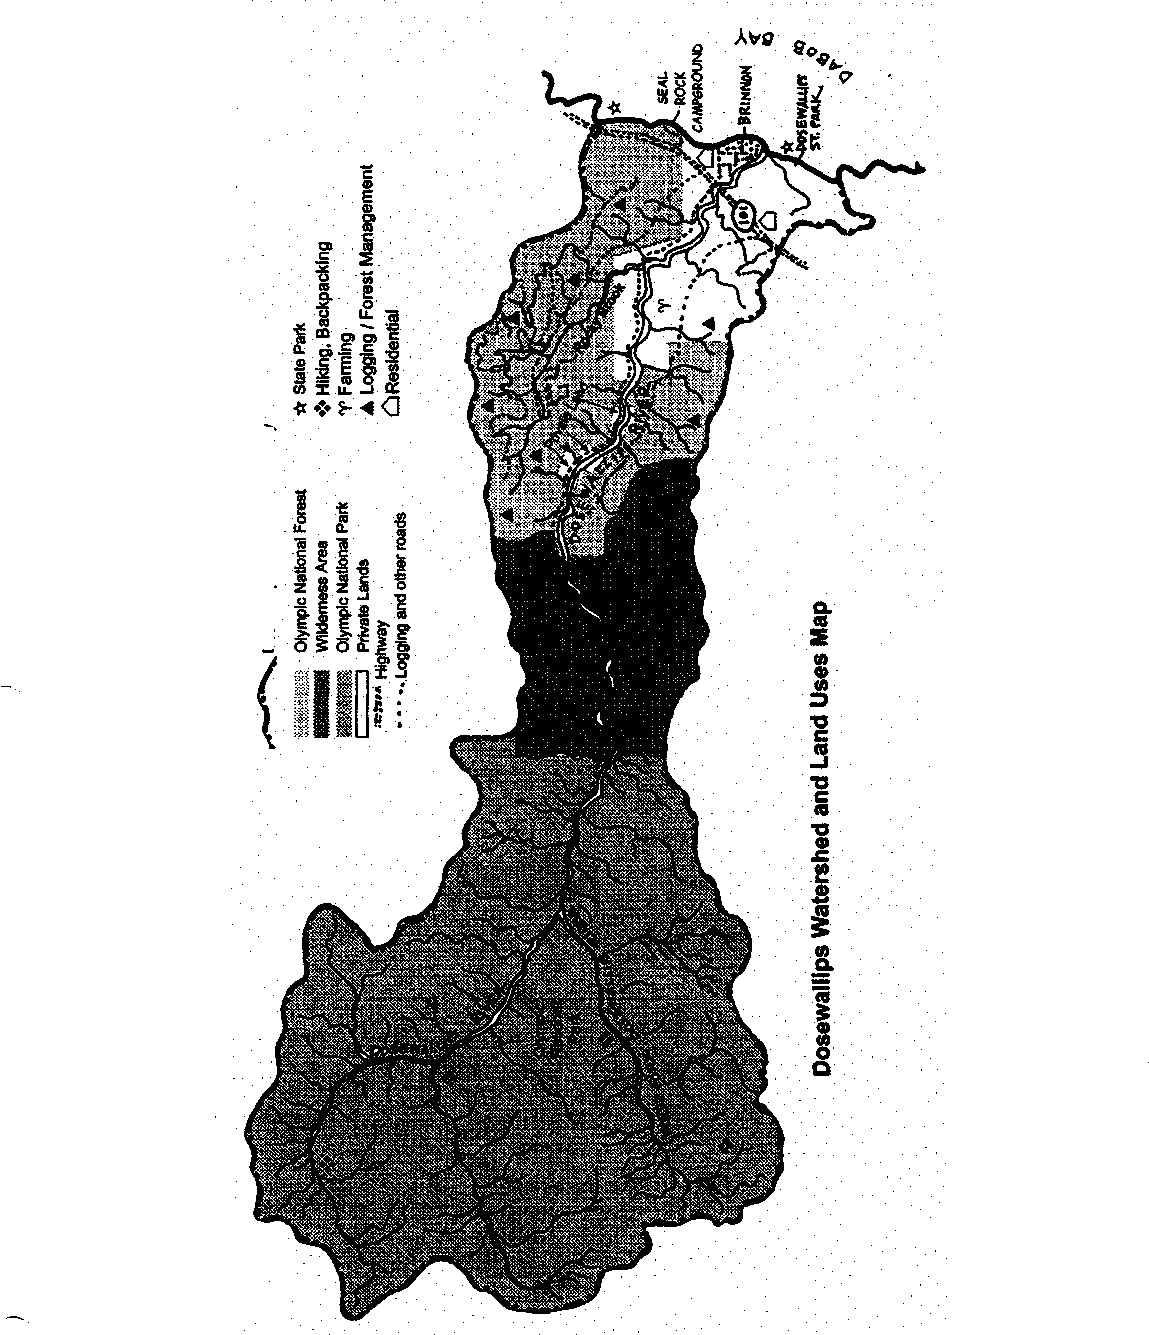 Olympic National Forest
Wilderness Area
Olympic National Park
Private Lands
Highway
Logging and other roads
State Park
Hiking, Backpacking
Farming
Logging / Forest Management
Residential
SEAL
ROCK
CAMPGROUND
BRINNON
DOSEWALLIPS
ST. PARK
DABOB BAY
101
RIVER
Dosewallips Watershed and Land Uses Map